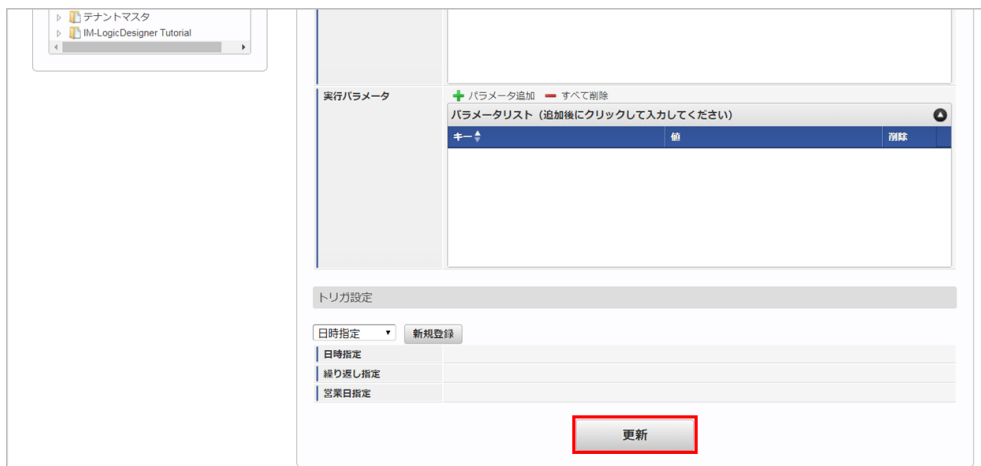 テナントマスタ
IM-LogicDesigner Tutorial
実行パラメータ
パラメータ追加 すべて削除
パラメータリスト（追加後にクリックして入力してください）
キー 値 削除
トリガ設定
日時指定 新規登録
日時指定
繰り返し指定
営業日指定
更新